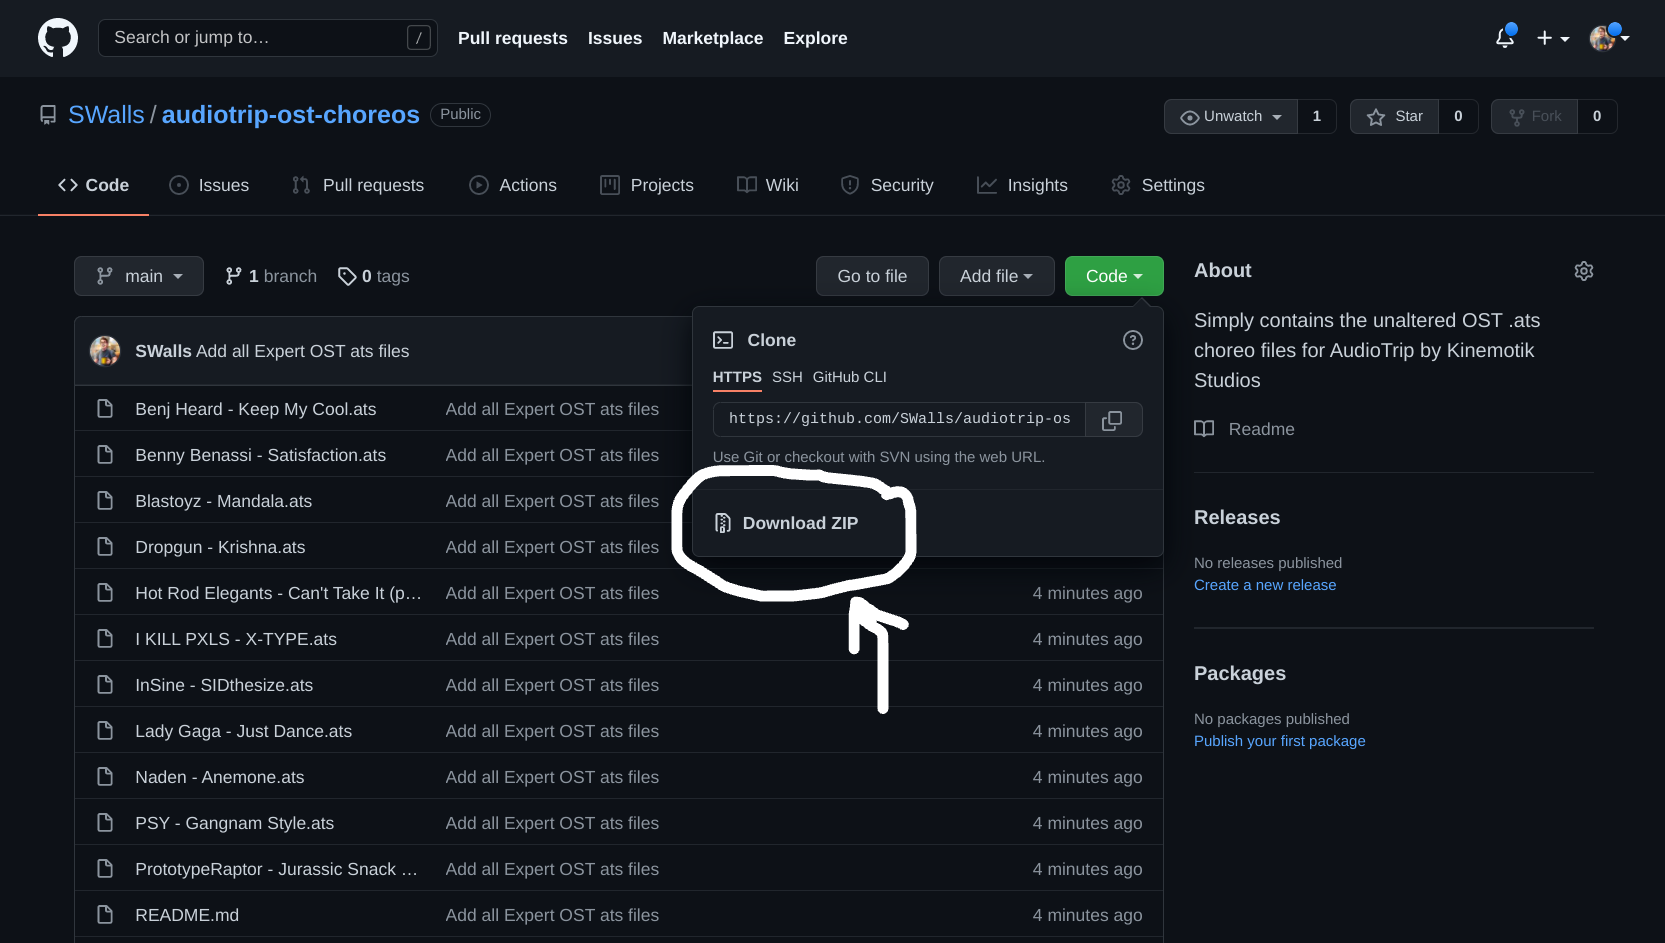 Search or jump to… /
Pull requests Issues Marketplace Explore
SWalls / audiotrip-ost-choreos Public
Unwatch 1 Star 0 Fork 0
Code Issues Pull requests Actions Projects Wiki Security Insights Settings
main 1 branch 0 tags
Go to file Add file Code
SWalls Add all Expert OST ats files
Benj Heard - Keep My Cool.ats Add all Expert OST ats files
Benny Benassi - Satisfaction.ats Add all Expert OST ats files
Blastoyz - Mandala.ats Add all Expert OST ats files
Dropgun - Krishna.ats Add all Expert OST ats files
Hot Rod Elegants - Can't Take It (p… Add all Expert OST ats files 4 minutes ago
I KILL PXLS - X-TYPE.ats Add all Expert OST ats files 4 minutes ago
InSine - SIDthesize.ats Add all Expert OST ats files 4 minutes ago
Lady Gaga - Just Dance.ats Add all Expert OST ats files 4 minutes ago
Naden - Anemone.ats Add all Expert OST ats files 4 minutes ago
PSY - Gangnam Style.ats Add all Expert OST ats files 4 minutes ago
PrototypeRaptor - Jurassic Snack … Add all Expert OST ats files 4 minutes ago
README.md Add all Expert OST ats files 4 minutes ago
Clone
HTTPS SSH GitHub CLI
https://github.com/SWalls/audiotrip-os
Use Git or checkout with SVN using the web URL.
Download ZIP
About
Simply contains the unaltered OST .ats
choreo files for AudioTrip by Kinemotik
Studios
Readme
Releases
No releases published
Create a new release
Packages
No packages published
Publish your first package